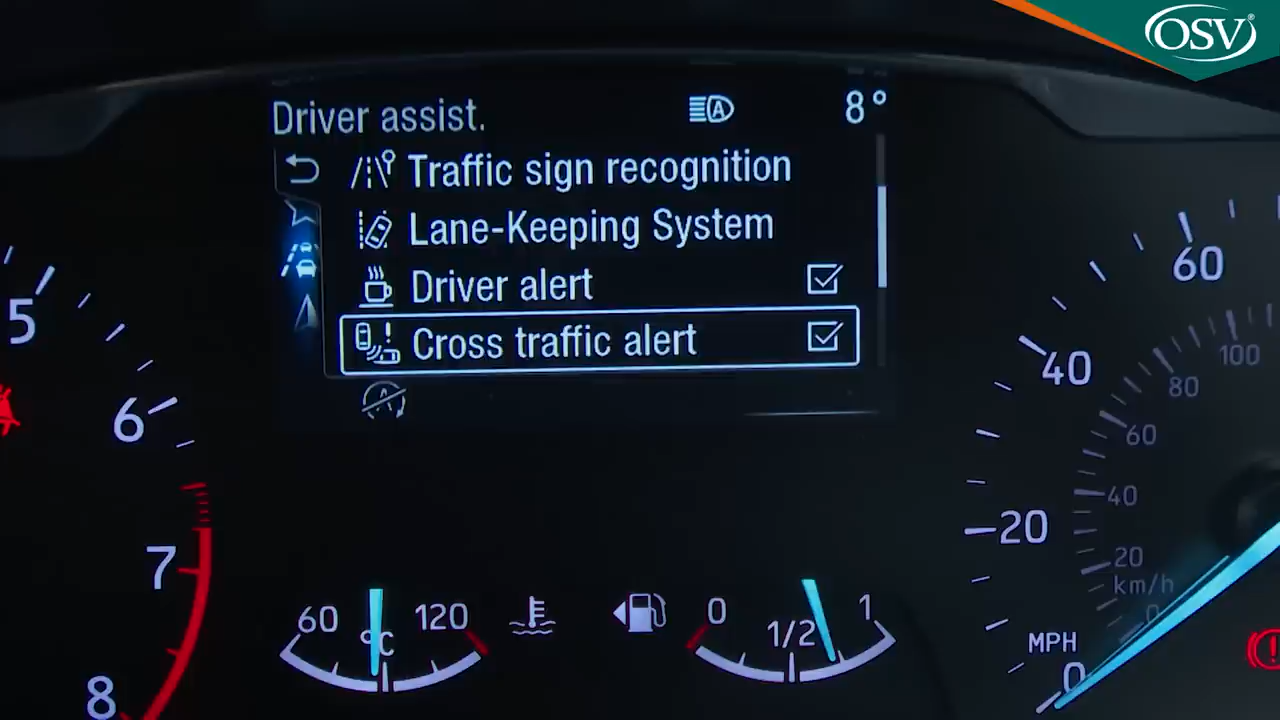 OSV®
Driver assist.
A
8°
Traffic sign recognition
Lane-Keeping System
Driver alert
Cross traffic alert
A
5
6
7
8
60
120
°C
0
1/2
1
60
40
20
0
MPH
100
80
60
40
20
0
km/h